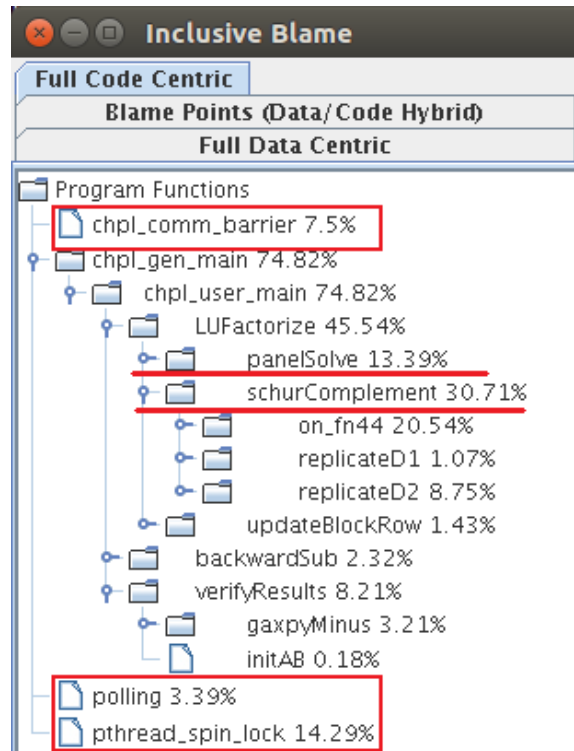 Inclusive Blame
Full Code Centric
Blame Points (Data/Code Hybrid)
Full Data Centric
Program Functions
chpl_comm_barrier 7.5%
chpl_gen_main 74.82%
chpl_user_main 74.82%
LUFactorize 45.54%
panelSolve 13.39%
schurComplement 30.71%
on_fn44 20.54%
replicateD1 1.07%
replicateD2 8.75%
updateBlockRow 1.43%
backwardSub 2.32%
verifyResults 8.21%
gaxpyMinus 3.21%
initAB 0.18%
polling 3.39%
pthread_spin_lock 14.29%